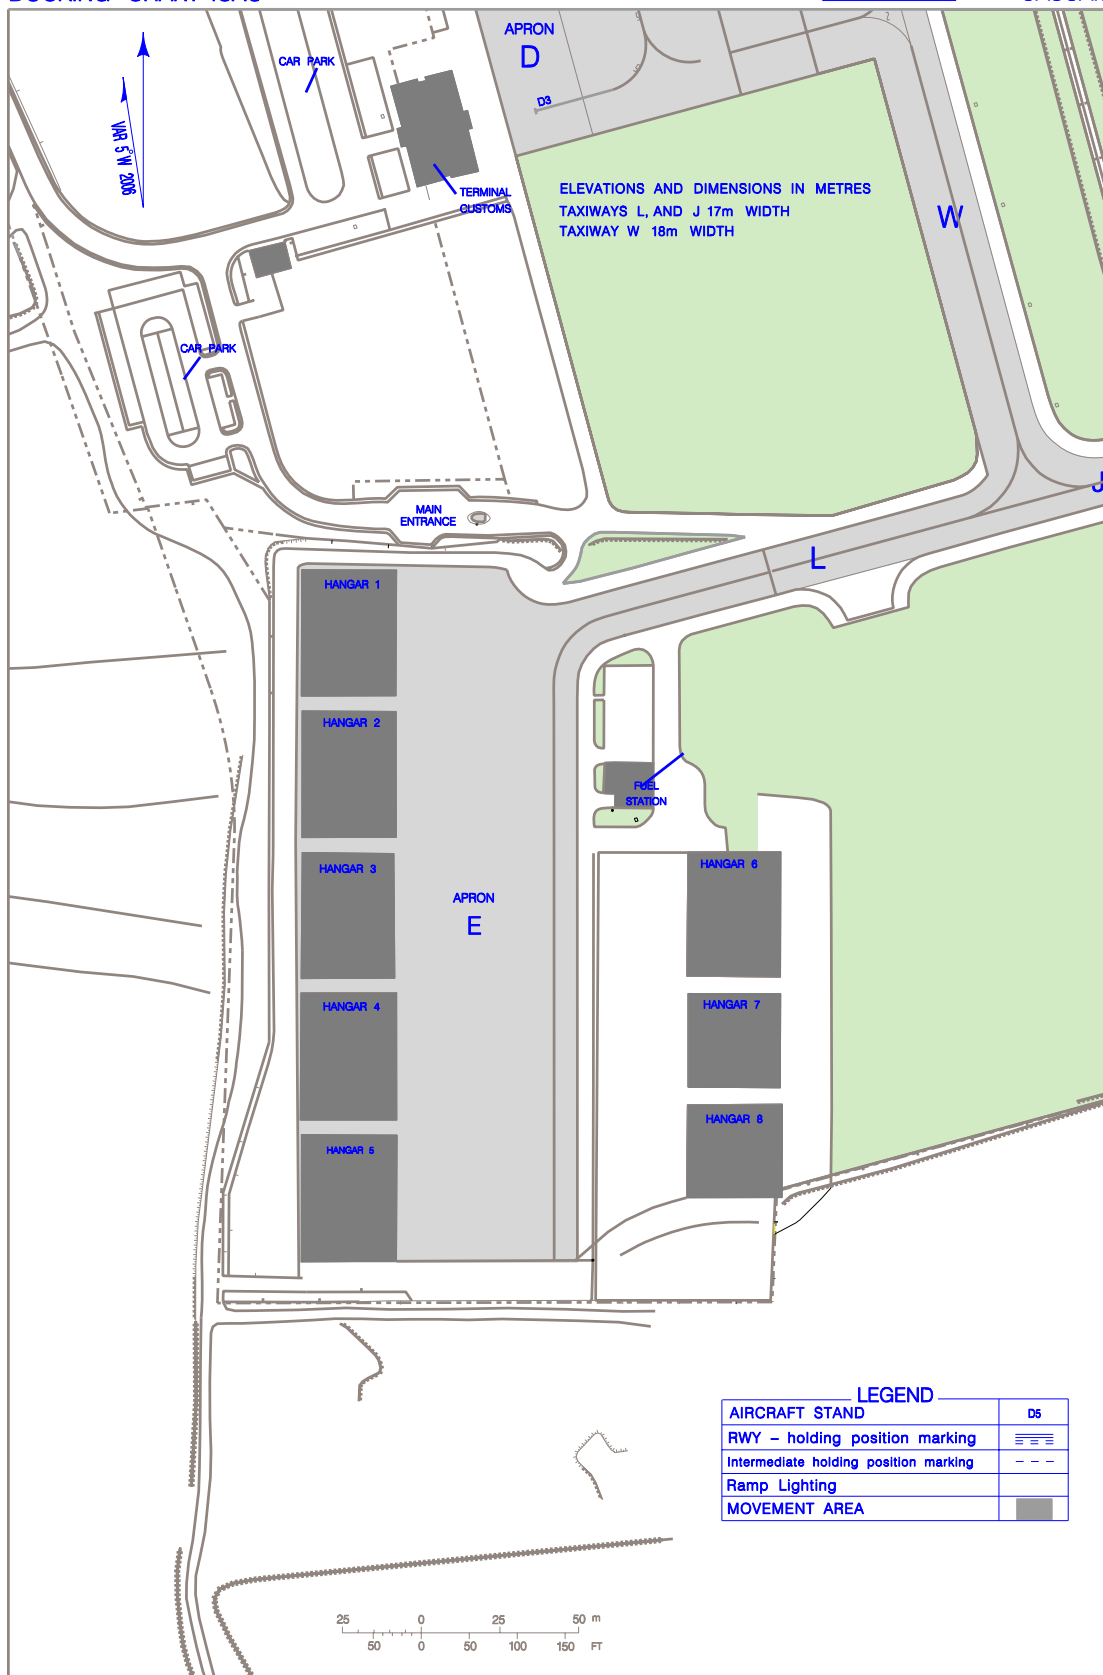 APRON
D
CAR PARK
D3
VAR 5°W 2006
TERMINAL
CUSTOMS
ELEVATIONS AND DIMENSIONS IN METRES
TAXIWAYS L, AND J 17m WIDTH
TAXIWAY W 18m WIDTH
W
CAR PARK
J
MAIN
ENTRANCE
L
HANGAR 1
HANGAR 2
FUEL
STATION
HANGAR 3
HANGAR 6
APRON
E
HANGAR 4
HANGAR 7
HANGAR 5
HANGAR 8
LEGEND
AIRCRAFT STAND D5
RWY - holding position marking
Intermediate holding position marking
Ramp Lighting
MOVEMENT AREA
25 0 25 50 m
50 0 50 100 150 FT